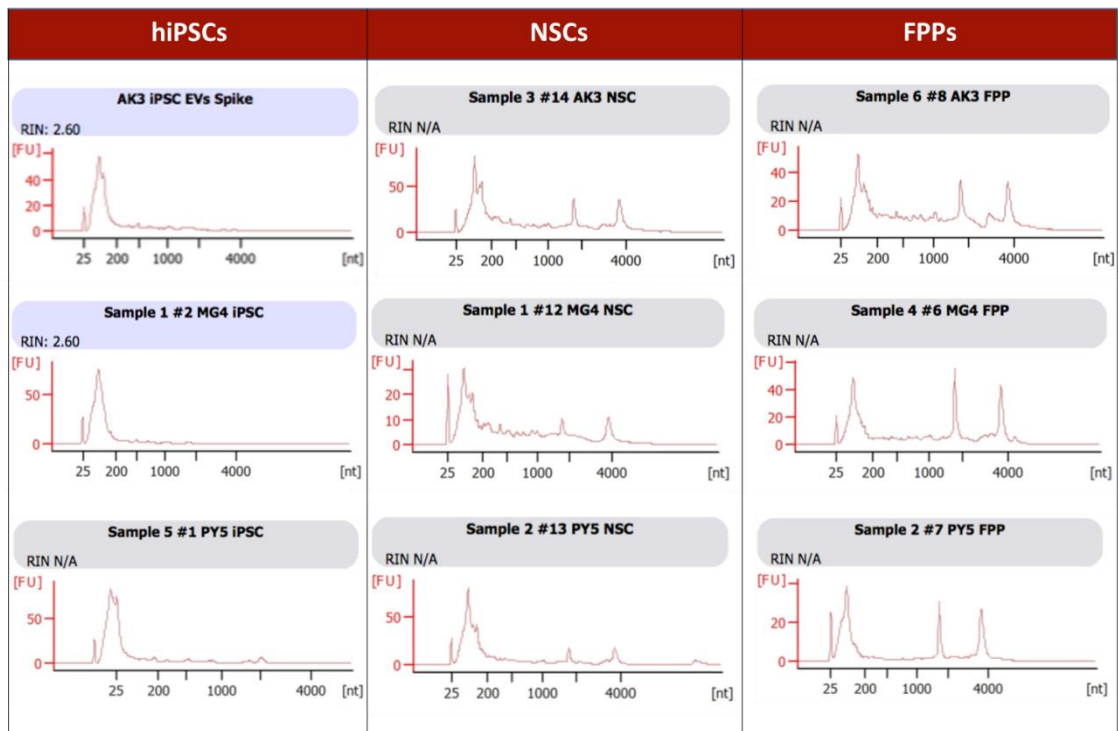 hiPSCs
NSCs
FPPs
AK3 iPSC EVs Spike
RIN: 2.60
[FU]
40
20
0
25 200 1000 4000 [nt]
Sample 3 #14 AK3 NSC
RIN N/A
[FU]
50
0
25 200 1000 4000 [nt]
Sample 6 #8 AK3 FPP
RIN N/A
[FU]
40
20
0
25 200 1000 4000 [nt]
Sample 1 #2 MG4 iPSC
RIN: 2.60
[FU]
50
0
25 200 1000 4000 [nt]
Sample 1 #12 MG4 NSC
RIN N/A
[FU]
20
10
0
25 200 1000 4000 [nt]
Sample 4 #6 MG4 FPP
RIN N/A
[FU]
40
20
0
25 200 1000 4000 [nt]
Sample 5 #1 PY5 iPSC
RIN N/A
[FU]
50
0
25 200 1000 4000 [nt]
Sample 2 #13 PY5 NSC
RIN N/A
[FU]
50
0
25 200 1000 4000 [nt]
Sample 2 #7 PY5 FPP
RIN N/A
[FU]
20
0
25 200 1000 4000 [nt]